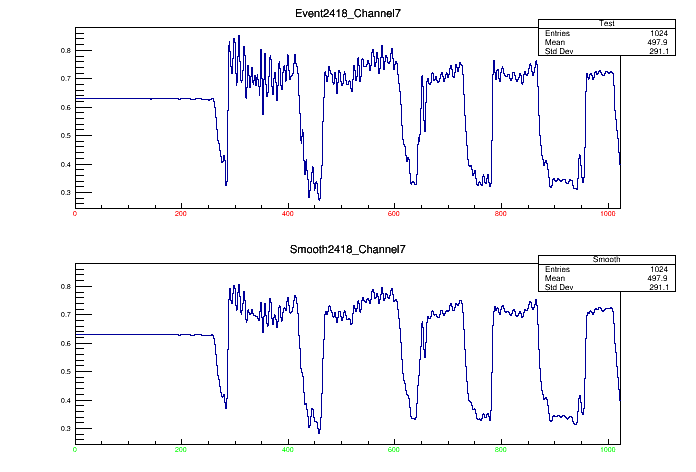 Event2418_Channel7
Test
Entries 1024
Mean 497.9
Std Dev 291.1
0.8
0.7
0.6
0.5
0.4
0.3
0 200 400 600 800 1000
Smooth2418_Channel7
Smooth
Entries 1024
Mean 497.9
Std Dev 291.1
0.8
0.7
0.6
0.5
0.4
0.3
0 200 400 600 800 1000